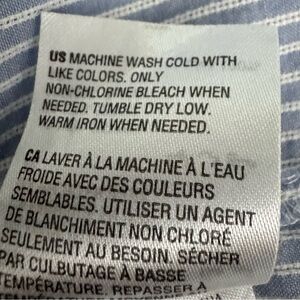 US MACHINE WASH COLD WITH
LIKE COLORS. ONLY
NON-CHLORINE BLEACH WHEN
NEEDED. TUMBLE DRY LOW.
WARM IRON WHEN NEEDED.
CA LAVER À LA MACHINE À L'EAU
FROIDE AVEC DES COULEURS
SEMBLABLES. UTILISER UN AGENT
DE BLANCHIMENT NON CHLORÉ
SEULEMENT AU BESOIN. SÉCHER
PAR CULBUTAGE À BASSE
TEMPÉRATURE. REPASSER À